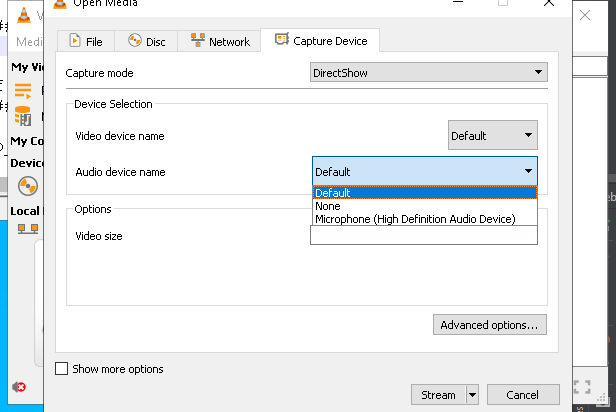 Open Media
Medi
File
Disc
Network
Capture Device
My Vi
Capture mode
DirectShow
Device Selection
Video device name
Default
My Co
Audio device name
Default
Device
Default
None
Microphone (High Definition Audio Device)
Local
Options
Video size
Advanced options...
Show more options
Stream
Cancel